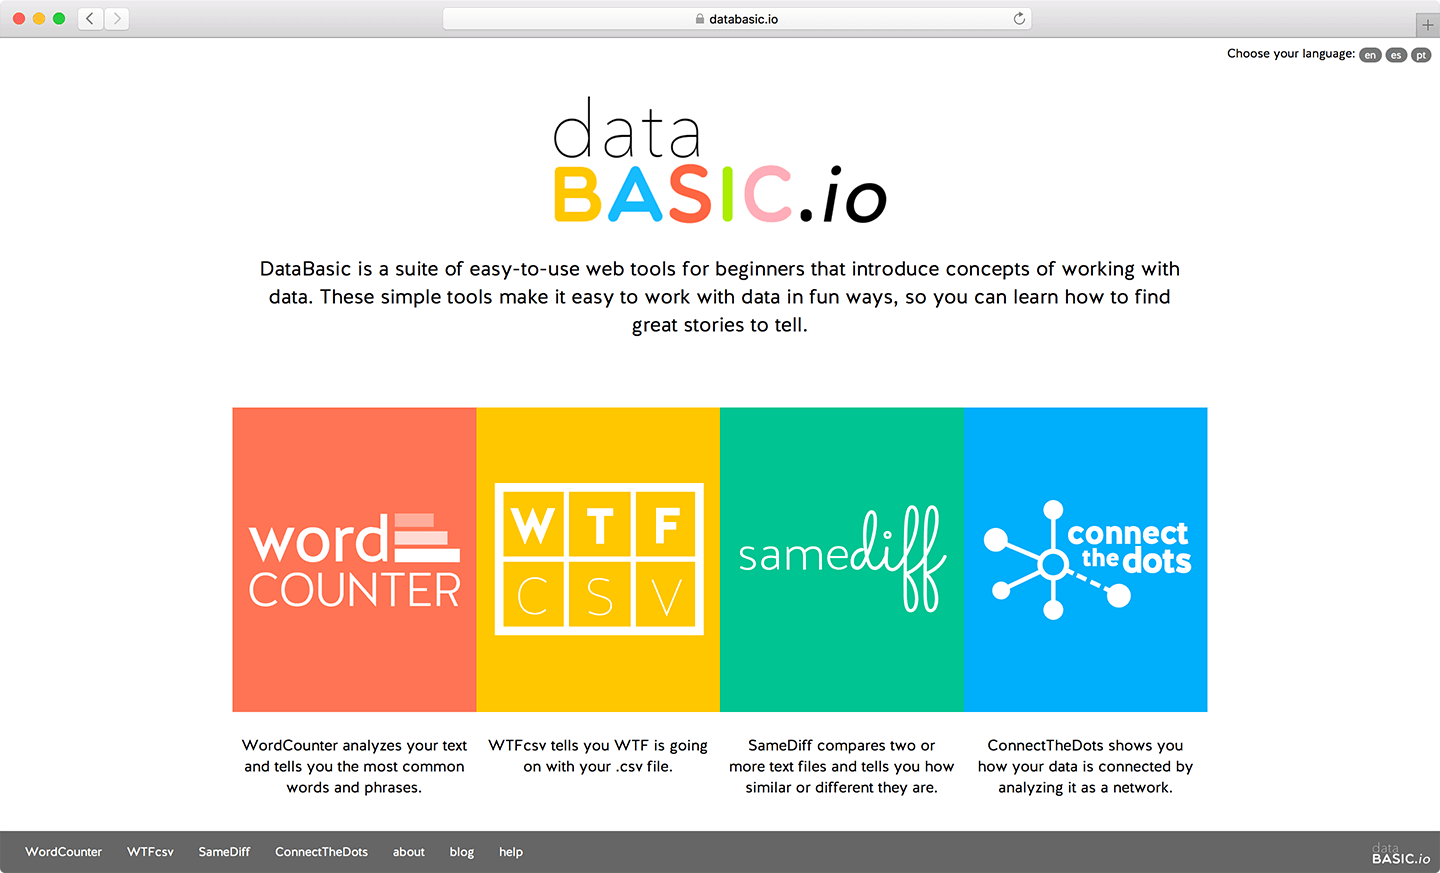 databasic.io
Choose your language: en es pt
data
BASIC.io
DataBasic is a suite of easy-to-use web tools for beginners that introduce concepts of working with
data. These simple tools make it easy to work with data in fun ways, so you can learn how to find
great stories to tell.
word
COUNTER
WTF
CSV
samediff
connect
the dots
WordCounter analyzes your text
and tells you the most common
words and phrases.
WTFcsv tells you WTF is going
on with your .csv file.
SameDiff compares two or
more text files and tells you how
similar or different they are.
ConnectTheDots shows you
how your data is connected by
analyzing it as a network.
WordCounter WTFcsv SameDiff ConnectTheDots about blog help
data
BASIC.io